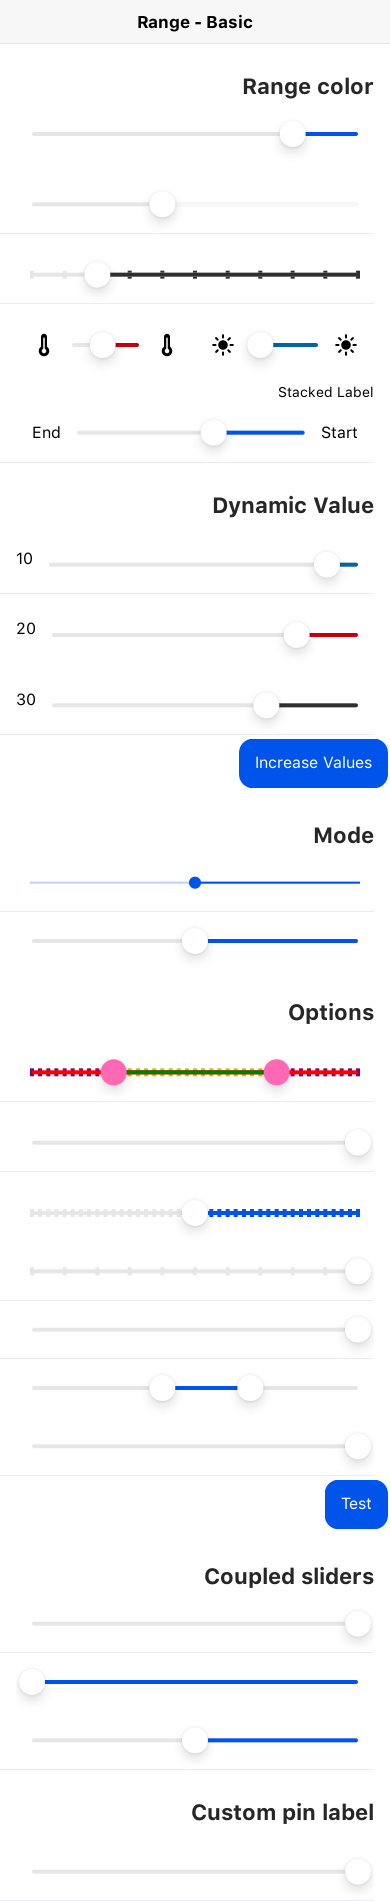 Range - Basic
Range color
Stacked Label
End
Start
Dynamic Value
10
20
30
Increase Values
Mode
Options
Test
Coupled sliders
Custom pin label